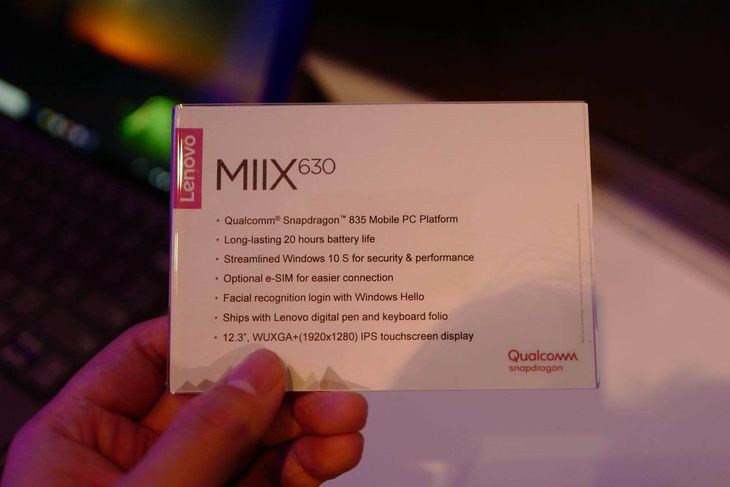 Lenovo
MIIX 630
• Qualcomm® Snapdragon™ 835 Mobile PC Platform
• Long-lasting 20 hours battery life
• Streamlined Windows 10 S for security & performance
• Optional e-SIM for easier connection
• Facial recognition login with Windows Hello
• Ships with Lenovo digital pen and keyboard folio
• 12.3", WUXGA+(1920x1280) IPS touchscreen display
Qualcomm
snapdragon